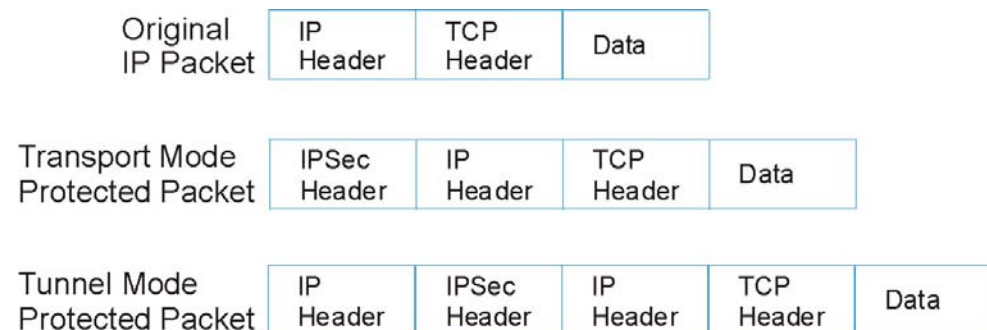 Original
IP Packet
IP
Header
TCP
Header
Data
Transport Mode
Protected Packet
IPSec
Header
IP
Header
TCP
Header
Data
Tunnel Mode
Protected Packet
IP
Header
IPSec
Header
IP
Header
TCP
Header
Data